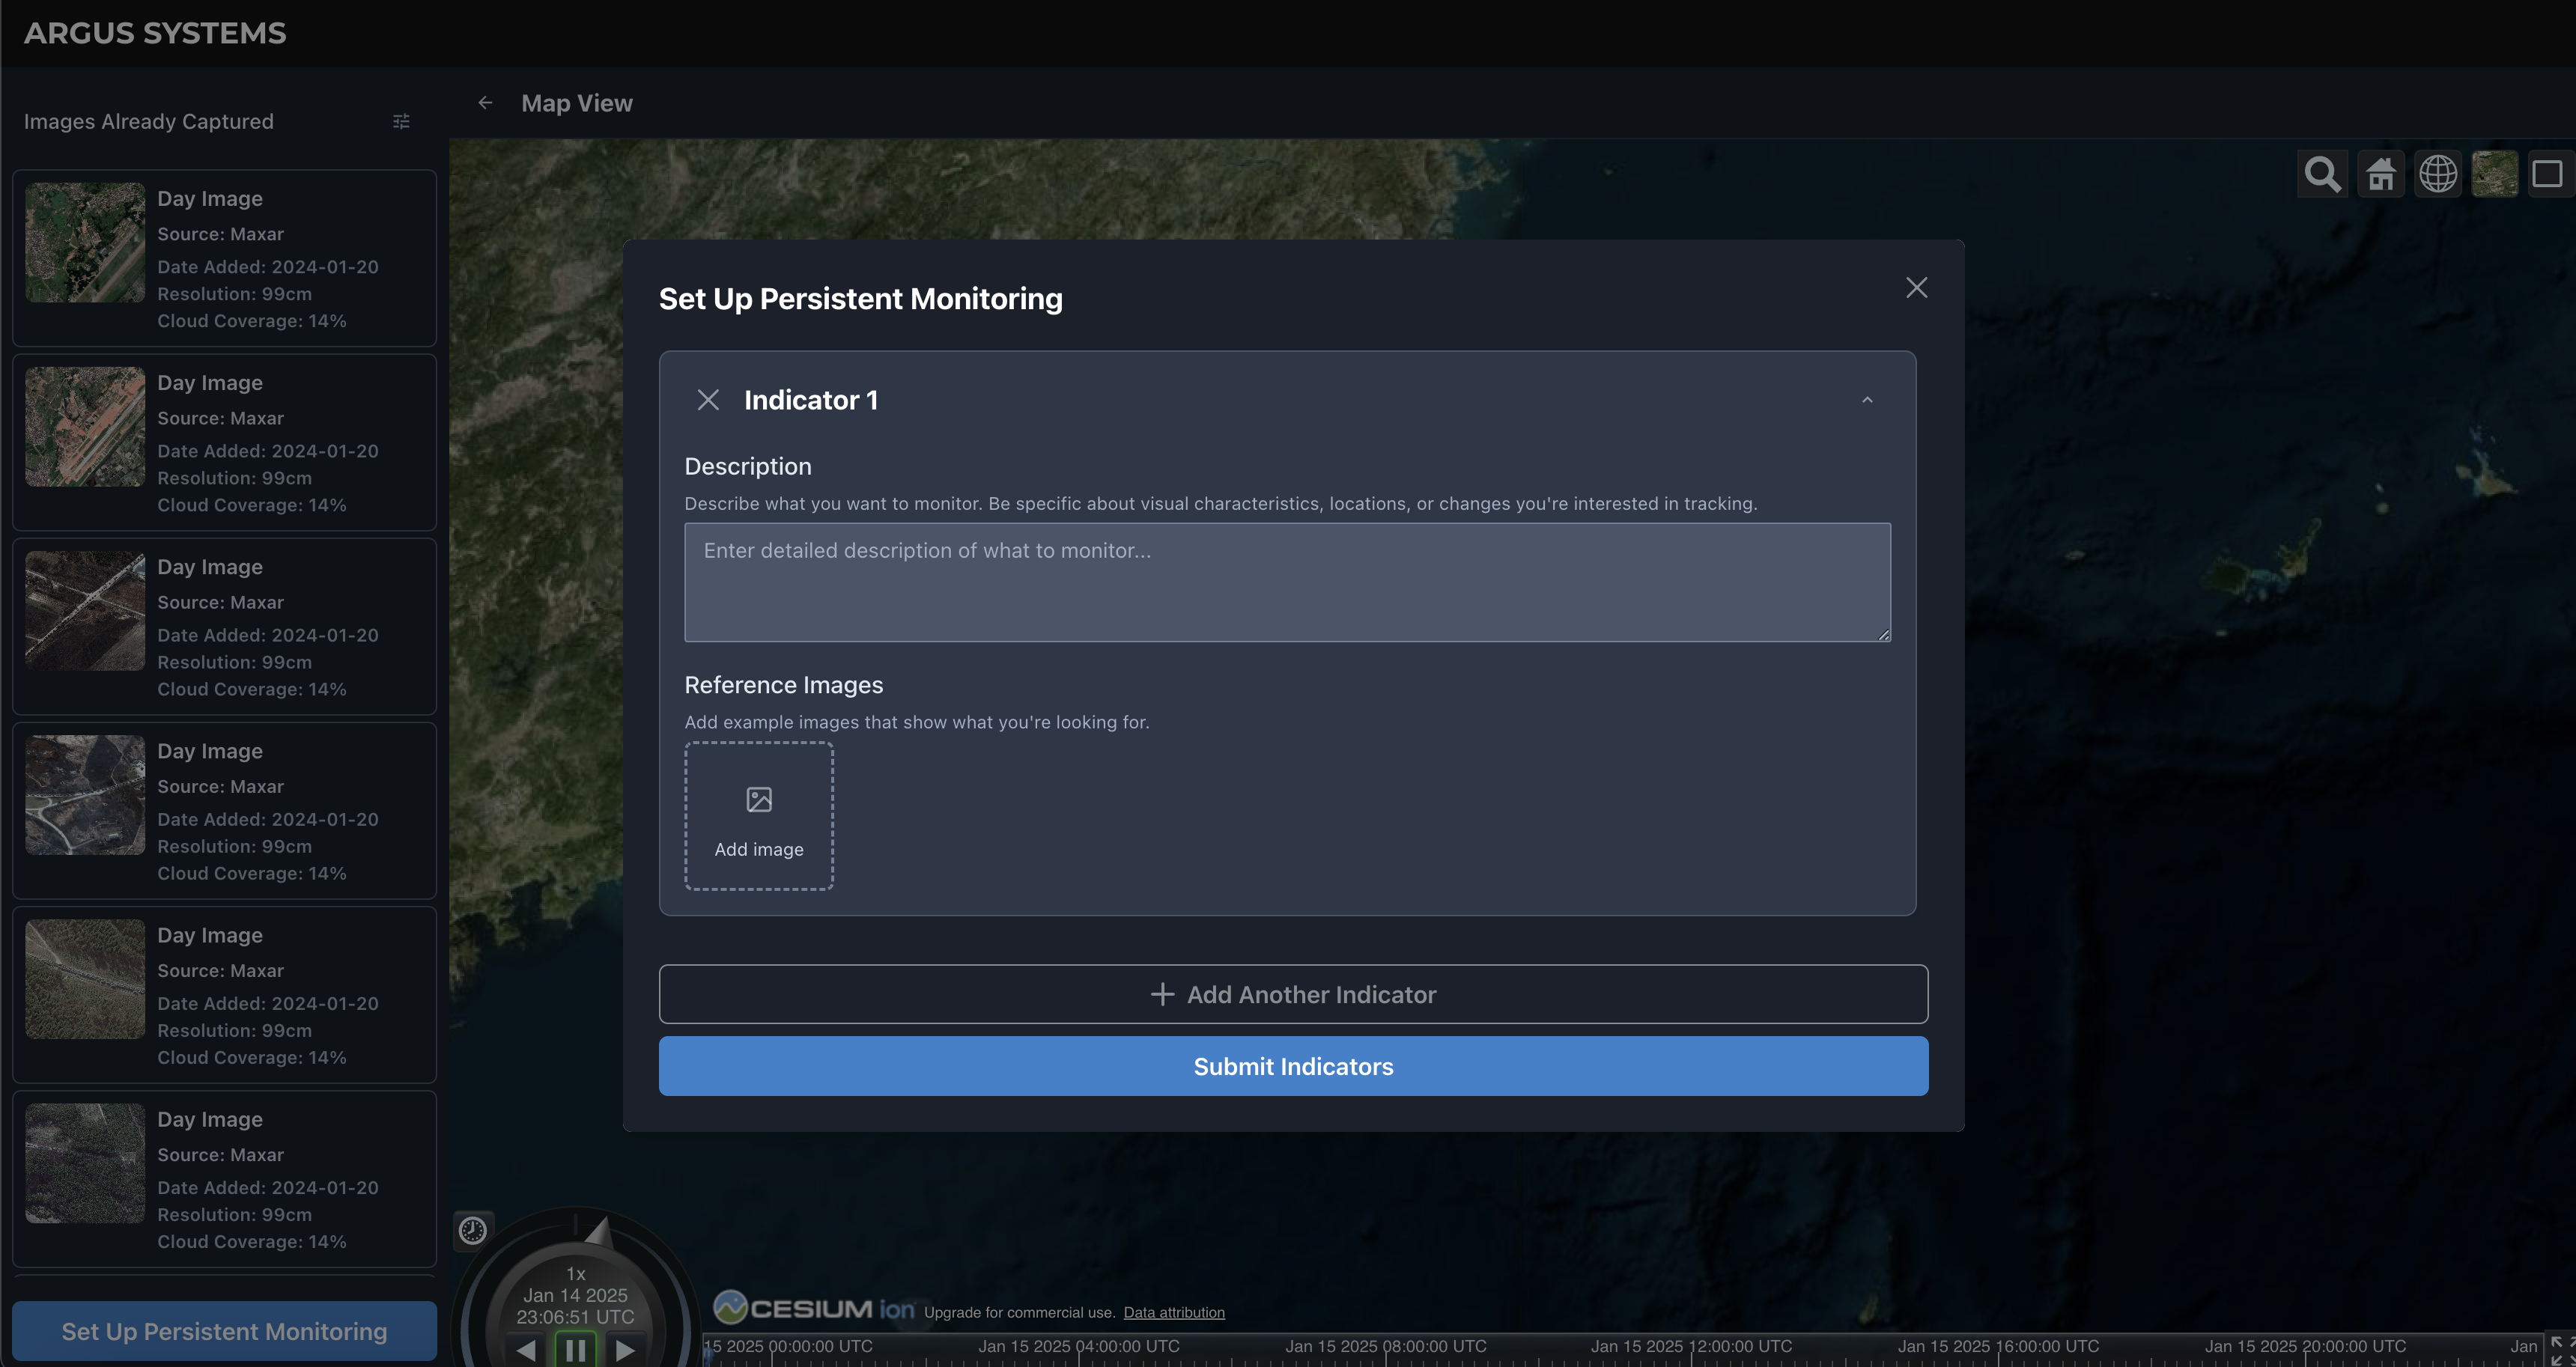 ARGUS SYSTEMS
Images Already Captured
Day Image
Source: Maxar
Date Added: 2024-01-20
Resolution: 99cm
Cloud Coverage: 14%
Day Image
Source: Maxar
Date Added: 2024-01-20
Resolution: 99cm
Cloud Coverage: 14%
Day Image
Source: Maxar
Date Added: 2024-01-20
Resolution: 99cm
Cloud Coverage: 14%
Day Image
Source: Maxar
Date Added: 2024-01-20
Resolution: 99cm
Cloud Coverage: 14%
Day Image
Source: Maxar
Date Added: 2024-01-20
Resolution: 99cm
Cloud Coverage: 14%
Day Image
Source: Maxar
Date Added: 2024-01-20
Resolution: 99cm
Cloud Coverage: 14%
Set Up Persistent Monitoring
Map View
Set Up Persistent Monitoring
Indicator 1
Description
Describe what you want to monitor. Be specific about visual characteristics, locations, or changes you're interested in tracking.
Enter detailed description of what to monitor...
Reference Images
Add example images that show what you're looking for.
Add image
Add Another Indicator
Submit Indicators
1x
Jan 14 2025
23:06:51 UTC
CESIUM ion Upgrade for commercial use. Data attribution
15 2025 00:00:00 UTC Jan 15 2025 04:00:00 UTC Jan 15 2025 08:00:00 UTC Jan 15 2025 12:00:00 UTC Jan 15 2025 16:00:00 UTC Jan 15 2025 20:00:00 UTC Jan